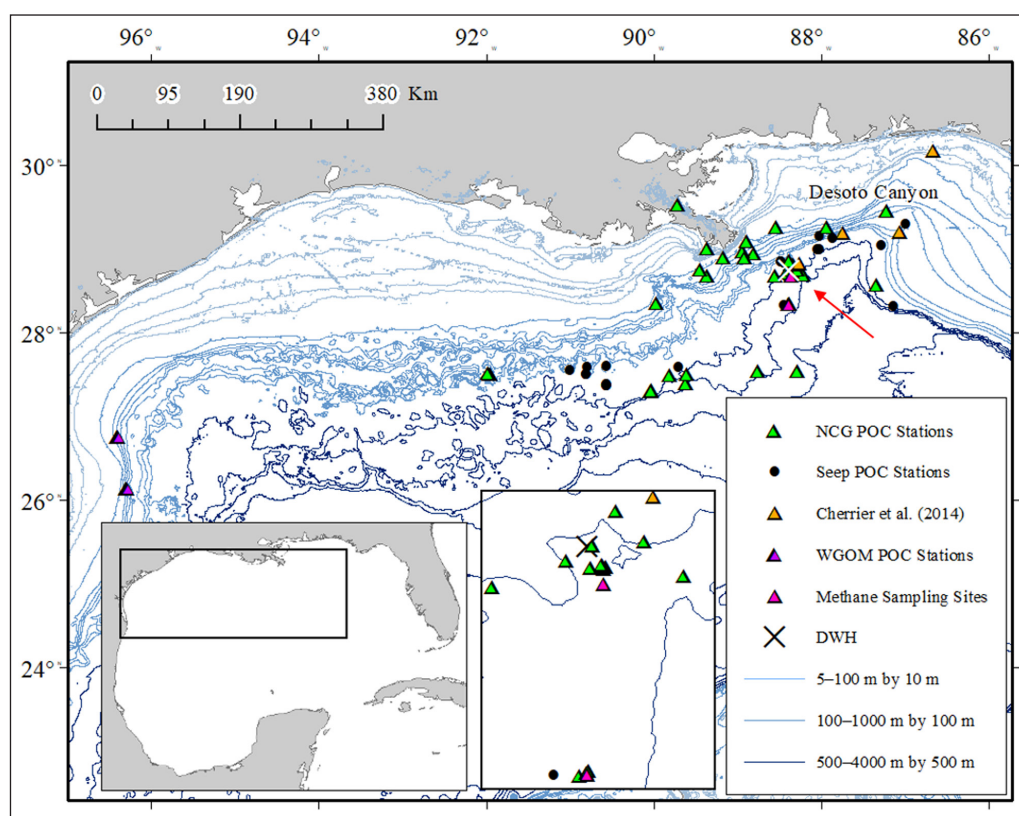 96° 94° 92° 90° 88° 86°
w w w w w w
0 95 190 380 Km
30°
Desoto Canyon
28°
26°
24°
NCG POC Stations
Seep POC Stations
Cherrier et al. (2014)
WGOM POC Stations
Methane Sampling Sites
DWH
5–100 m by 10 m
100–1000 m by 100 m
500–4000 m by 500 m